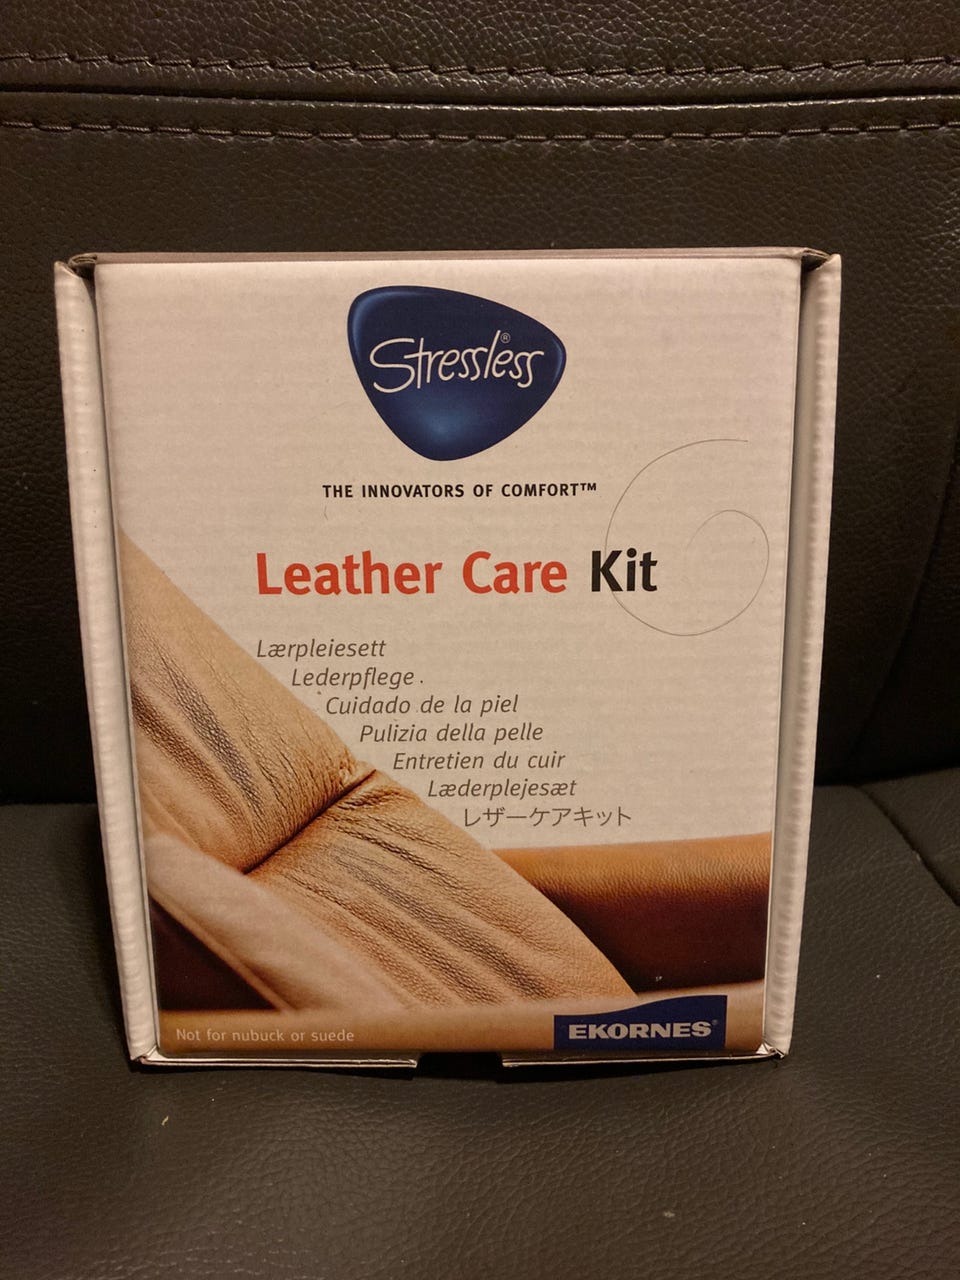 Stressless®
THE INNOVATORS OF COMFORT™
Leather Care Kit
Lærpleiesett
Lederpflege
Cuidado de la piel
Pulizia della pelle
Entretien du cuir
Læderplejesæt
レザーケアキット
Not for nubuck or suede
EKORNES®